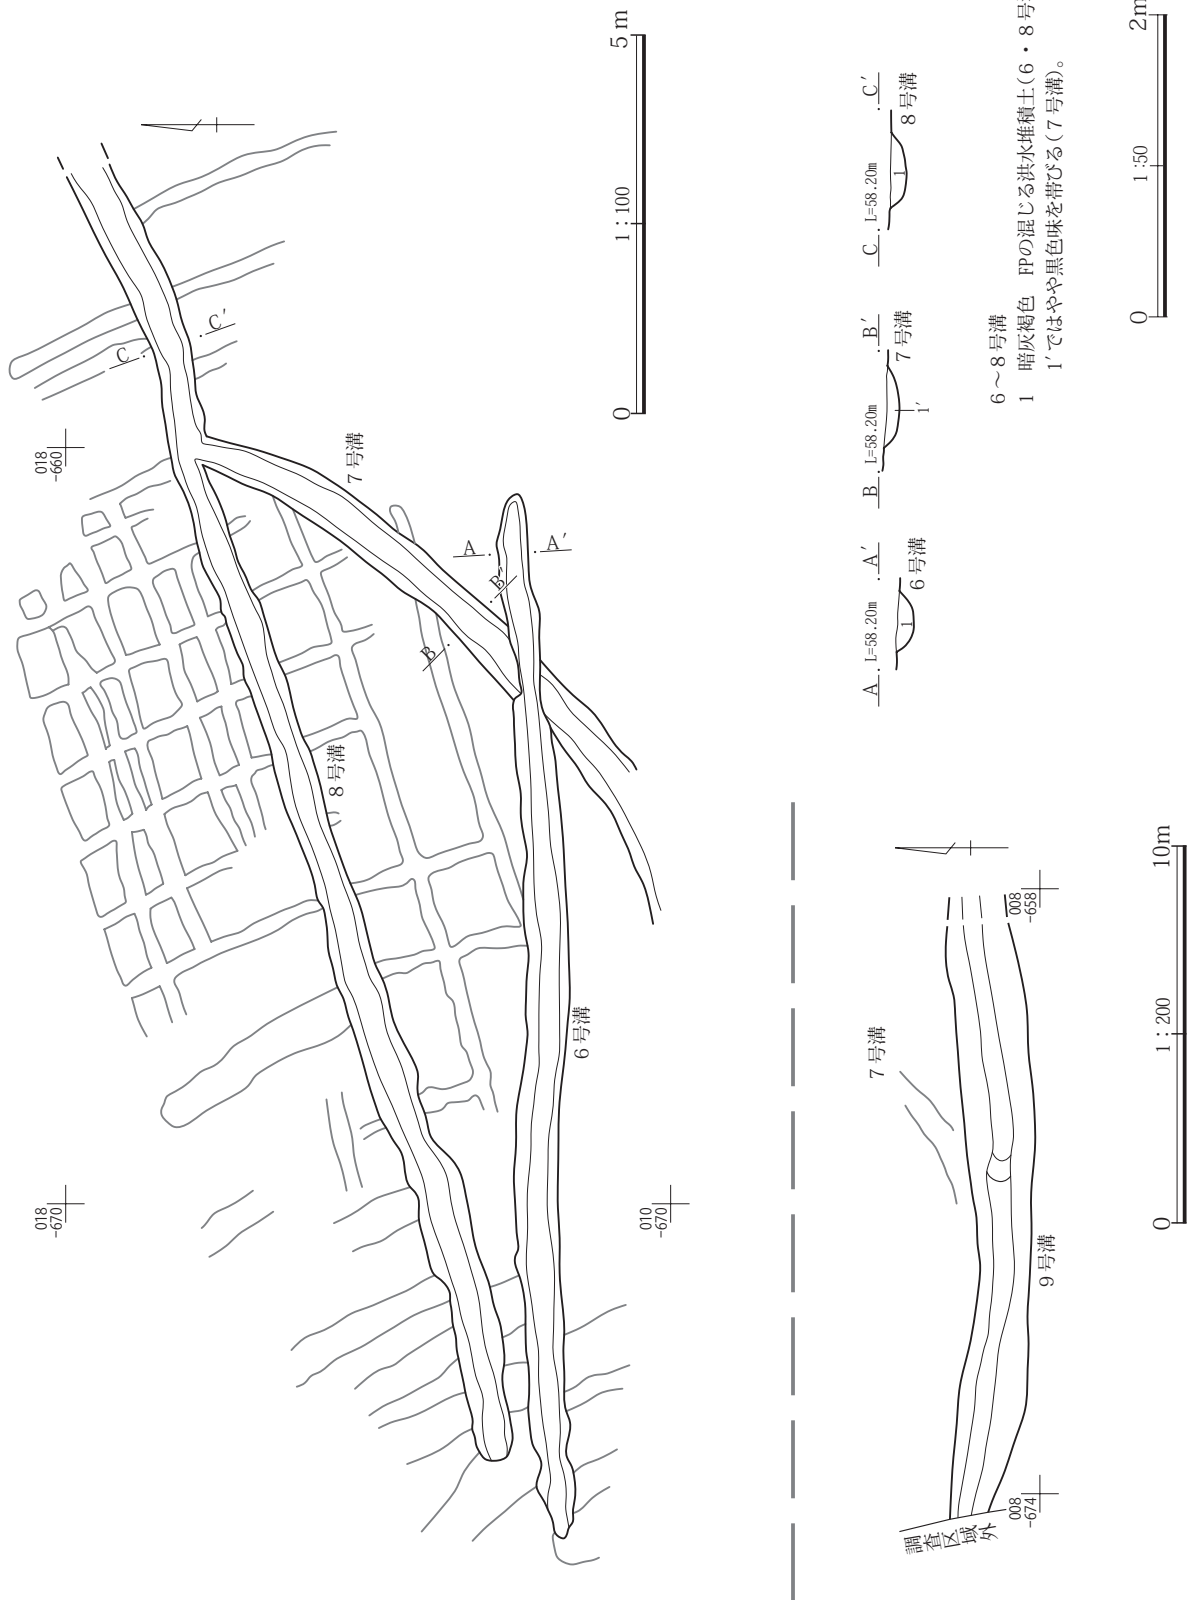 018
-660
C
C′
7号溝
A
A′
B′
B
8号溝
6号溝
018
-670
010
-670
0
1:100
5m
A
L=58.20m
A′
1
6号溝
B
L=58.20m
B′
1′
7号溝
C
L=58.20m
C′
1
8号溝
6～8号溝
1 暗灰褐色 FPの混じる洪水堆積土(6・8号
1′ではやや黒色味を帯びる(7号溝)。
0
1:50
2m
7号溝
9号溝
008
-658
008
-674
調査区域外
0
1:200
10m